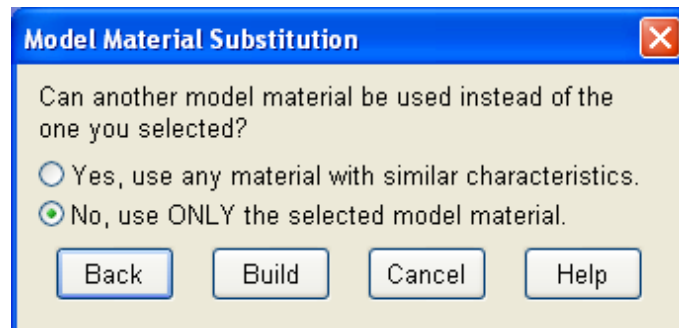 Model Material Substitution
Can another model material be used instead of the
one you selected?
Yes, use any material with similar characteristics.
No, use ONLY the selected model material.
Back Build Cancel Help